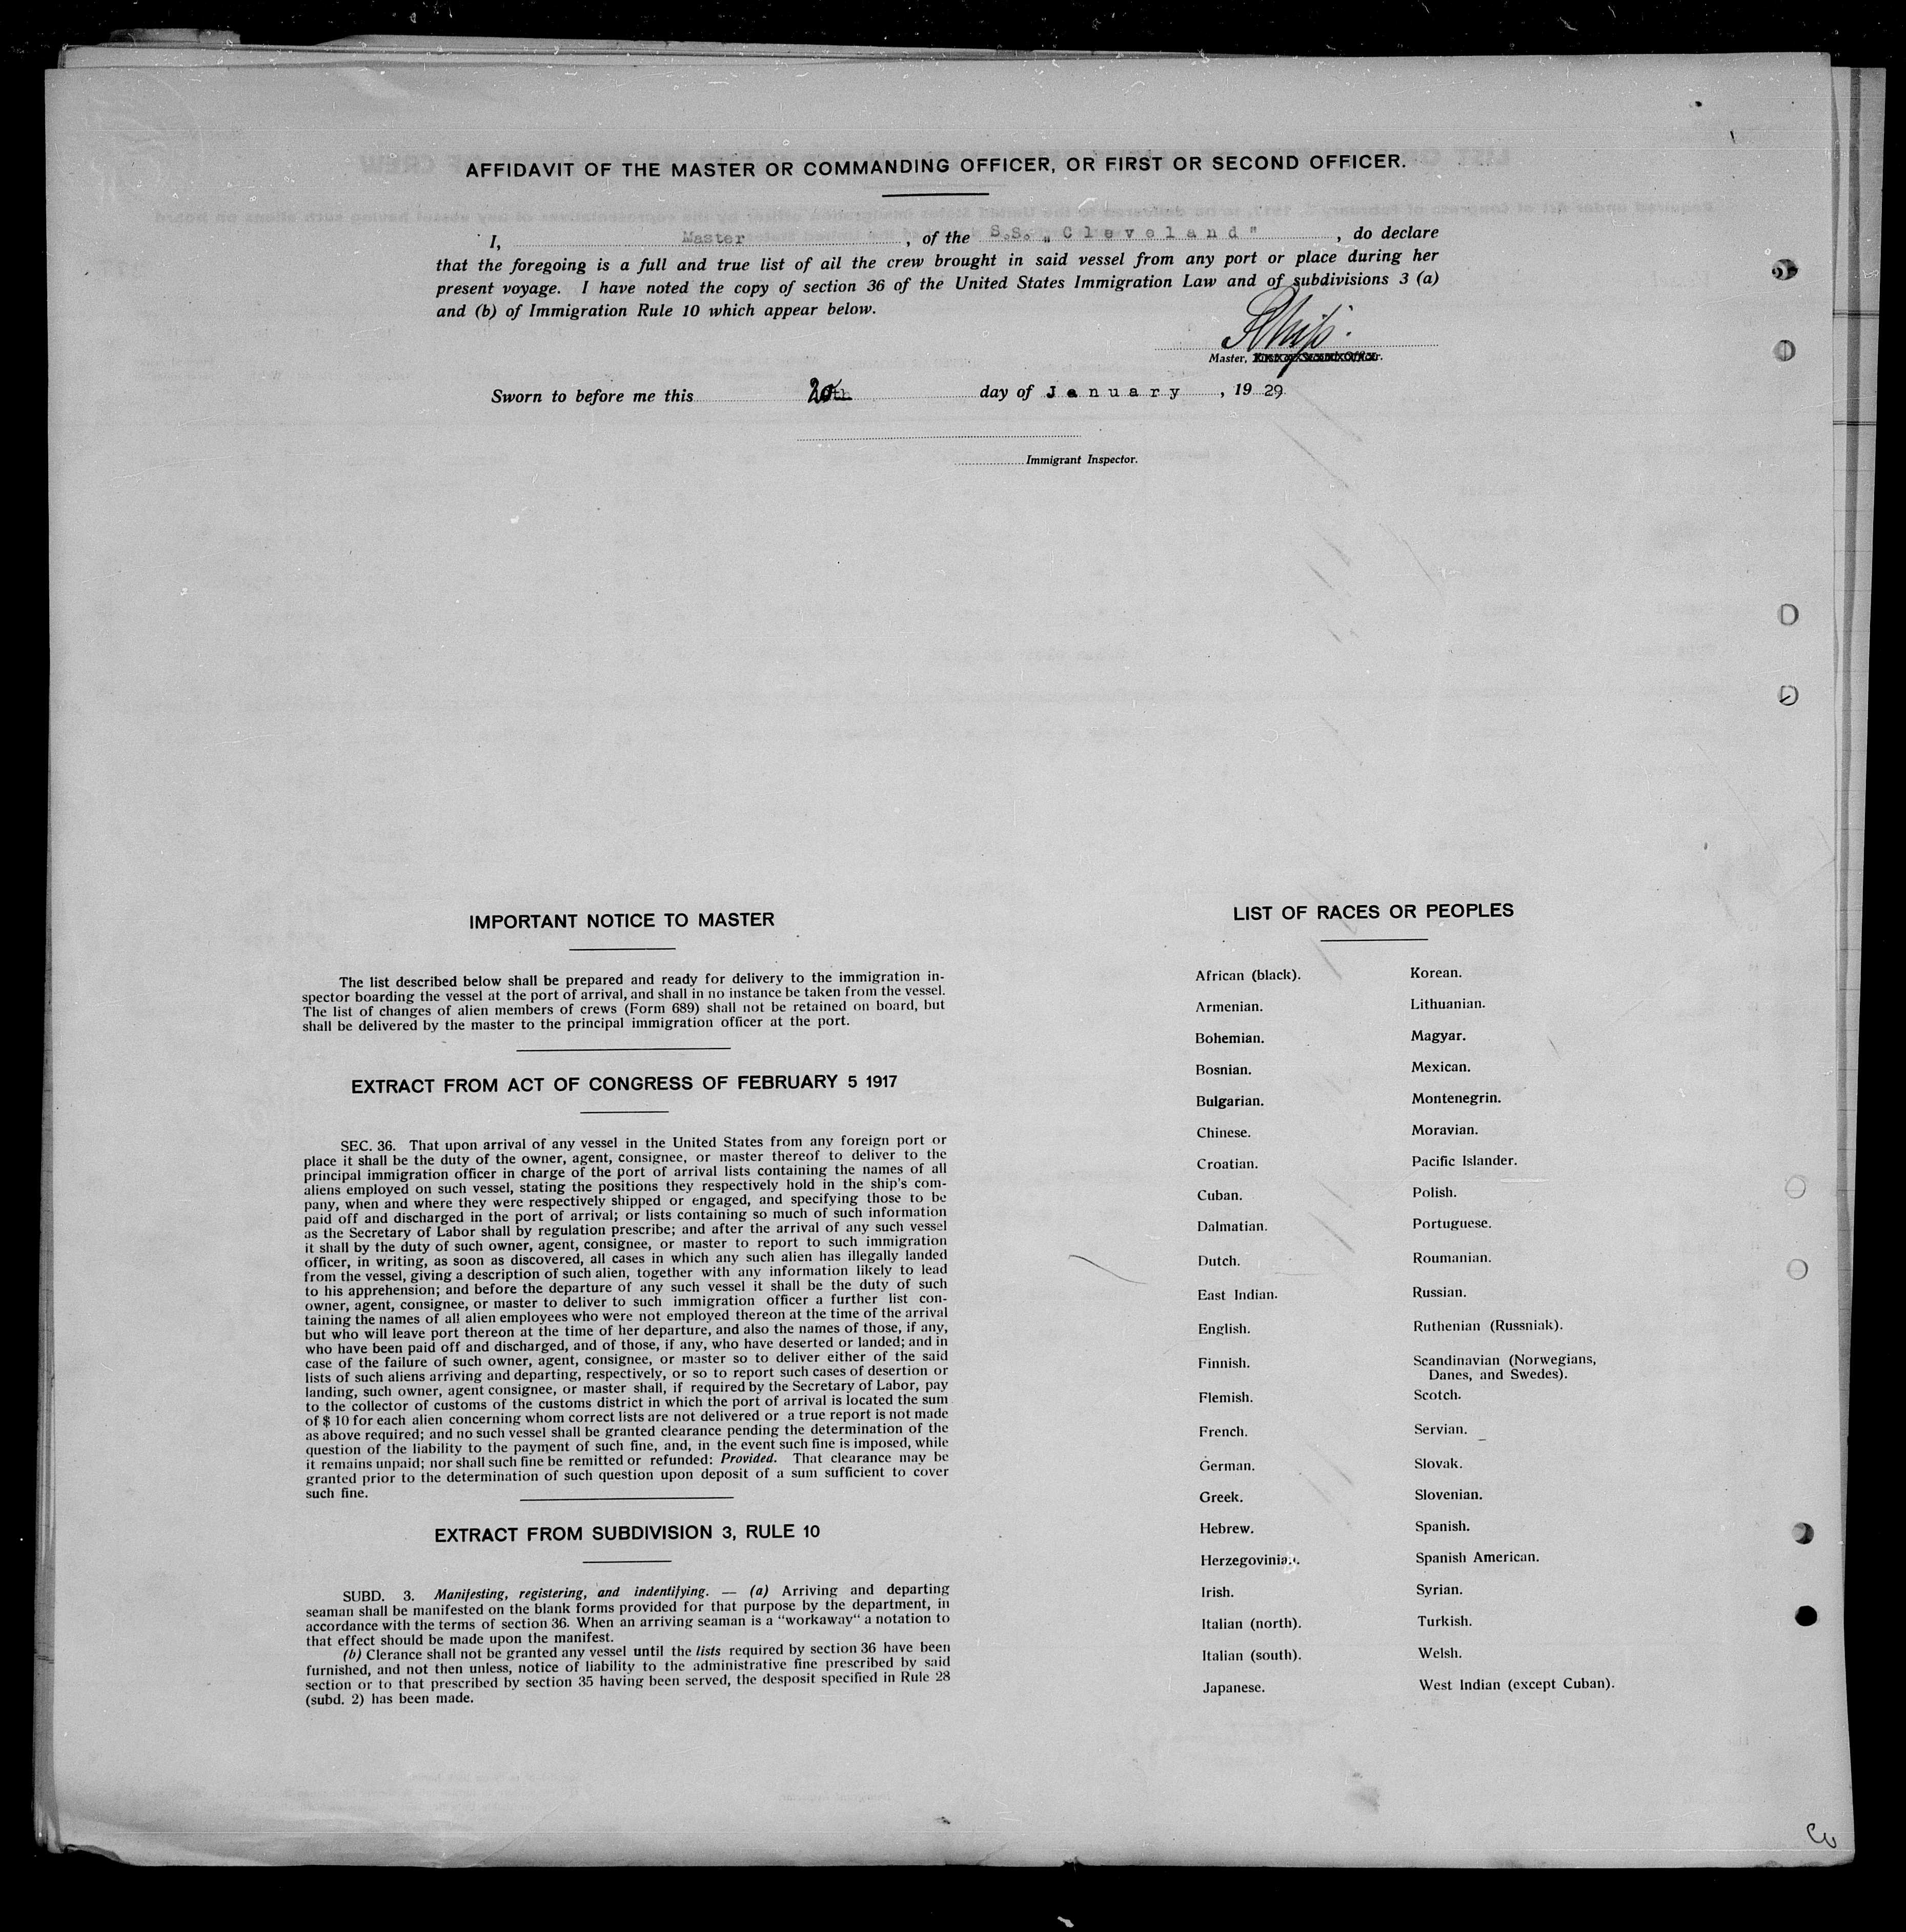 AFFIDAVIT OF THE MASTER OR COMMANDING OFFICER, OR FIRST OR SECOND OFFICER.
I, Master, of the S.S. „Cleveland", do declare
that the foregoing is a full and true list of ail the crew brought in said vessel from any port or place during her
present voyage. I have noted the copy of section 36 of the United States Immigration Law and of subdivisions 3 (a)
and (b) of Immigration Rule 10 which appear below.
Master, First or Second Officer.
Sworn to before me this 20th day of January, 1929
Immigrant Inspector.
IMPORTANT NOTICE TO MASTER
The list described below shall be prepared and ready for delivery to the immigration in-
spector boarding the vessel at the port of arrival, and shall in no instance be taken from the vessel.
The list of changes of alien members of crews (Form 689) shall not be retained on board, but
shall be delivered by the master to the principal immigration officer at the port.
EXTRACT FROM ACT OF CONGRESS OF FEBRUARY 5 1917
SEC. 36. That upon arrival of any vessel in the United States from any foreign port or
place it shall be the duty of the owner, agent, consignee, or master thereof to deliver to the
principal immigration officer in charge of the port of arrival lists containing the names of all
aliens employed on such vessel, stating the positions they respectively hold in the ship's com-
pany, when and where they were respectively shipped or engaged, and specifying those to be
paid off and discharged in the port of arrival; or lists containing so much of such information
as the Secretary of Labor shall by regulation prescribe; and after the arrival of any such vessel
it shall by the duty of such owner, agent, consignee, or master to report to such immigration
officer, in writing, as soon as discovered, all cases in which any such alien has illegally landed
from the vessel, giving a description of such alien, together with any information likely to lead
to his apprehension; and before the departure of any such vessel it shall be the duty of such
owner, agent, consignee, or master to deliver to such immigration officer a further list con-
taining the names of all alien employees who were not employed thereon at the time of the arrival
but who will leave port thereon at the time of her departure, and also the names of those, if any,
who have been paid off and discharged, and of those, if any, who have deserted or landed; and in
case of the failure of such owner, agent, consignee, or master so to deliver either of the said
lists of such aliens arriving and departing, respectively, or so to report such cases of desertion or
landing, such owner, agent consignee, or master shall, if required by the Secretary of Labor, pay
to the collector of customs of the customs district in which the port of arrival is located the sum
of $ 10 for each alien concerning whom correct lists are not delivered or a true report is not made
as above required; and no such vessel shall be granted clearance pending the determination of the
question of the liability to the payment of such fine, and, in the event such fine is imposed, while
it remains unpaid; nor shall such fine be remitted or refunded: Provided. That clearance may be
granted prior to the determination of such question upon deposit of a sum sufficient to cover
such fine.
EXTRACT FROM SUBDIVISION 3, RULE 10
SUBD. 3. Manifesting, registering, and indentifying. — (a) Arriving and departing
seaman shall be manifested on the blank forms provided for that purpose by the department, in
accordance with the terms of section 36. When an arriving seaman is a "workaway" a notation to
that effect should be made upon the manifest.
(b) Clerance shall not be granted any vessel until the lists required by section 36 have been
furnished, and not then unless, notice of liability to the administrative fine prescribed by said
section or to that prescribed by section 35 having been served, the desposit specified in Rule 28
(subd. 2) has been made.
LIST OF RACES OR PEOPLES
African (black).
Armenian.
Bohemian.
Bosnian.
Bulgarian.
Chinese.
Croatian.
Cuban.
Dalmatian.
Dutch.
East Indian.
English.
Finnish.
Flemish.
French.
German.
Greek.
Hebrew.
Herzegovinian.
Irish.
Italian (north).
Italian (south).
Japanese.
Korean.
Lithuanian.
Magyar.
Mexican.
Montenegrin.
Moravian.
Pacific Islander.
Polish.
Portuguese.
Roumanian.
Russian.
Ruthenian (Russniak).
Scandinavian (Norwegians,
Danes, and Swedes).
Scotch.
Servian.
Slovak.
Slovenian.
Spanish.
Spanish American.
Syrian.
Turkish.
Welsh.
West Indian (except Cuban).